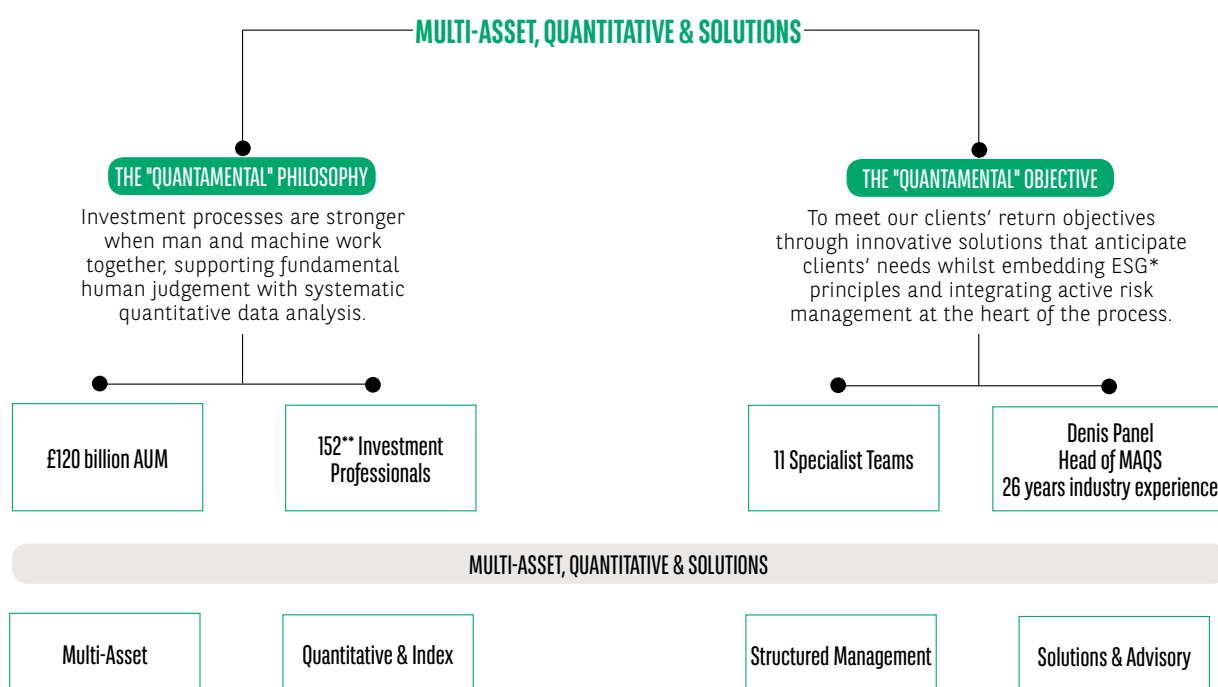 MULTI-ASSET, QUANTITATIVE & SOLUTIONS
THE "QUANTAMENTAL" PHILOSOPHY
Investment processes are stronger
when man and machine work
together, supporting fundamental
human judgement with systematic
quantitative data analysis.
THE "QUANTAMENTAL" OBJECTIVE
To meet our clients’ return objectives
through innovative solutions that anticipate
clients’ needs whilst embedding ESG*
principles and integrating active risk
management at the heart of the process.
£120 billion AUM
152** Investment
Professionals
11 Specialist Teams
Denis Panel
Head of MAQS
26 years industry experience
MULTI-ASSET, QUANTITATIVE & SOLUTIONS
Multi-Asset
Quantitative & Index
Structured Management
Solutions & Advisory